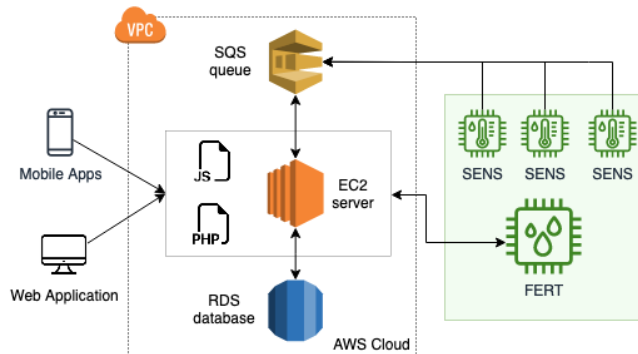 VPC
SQS
queue
Mobile Apps
JS
EC2
server
PHP
Web Application
RDS
database
AWS Cloud
SENS
SENS
SENS
FERT